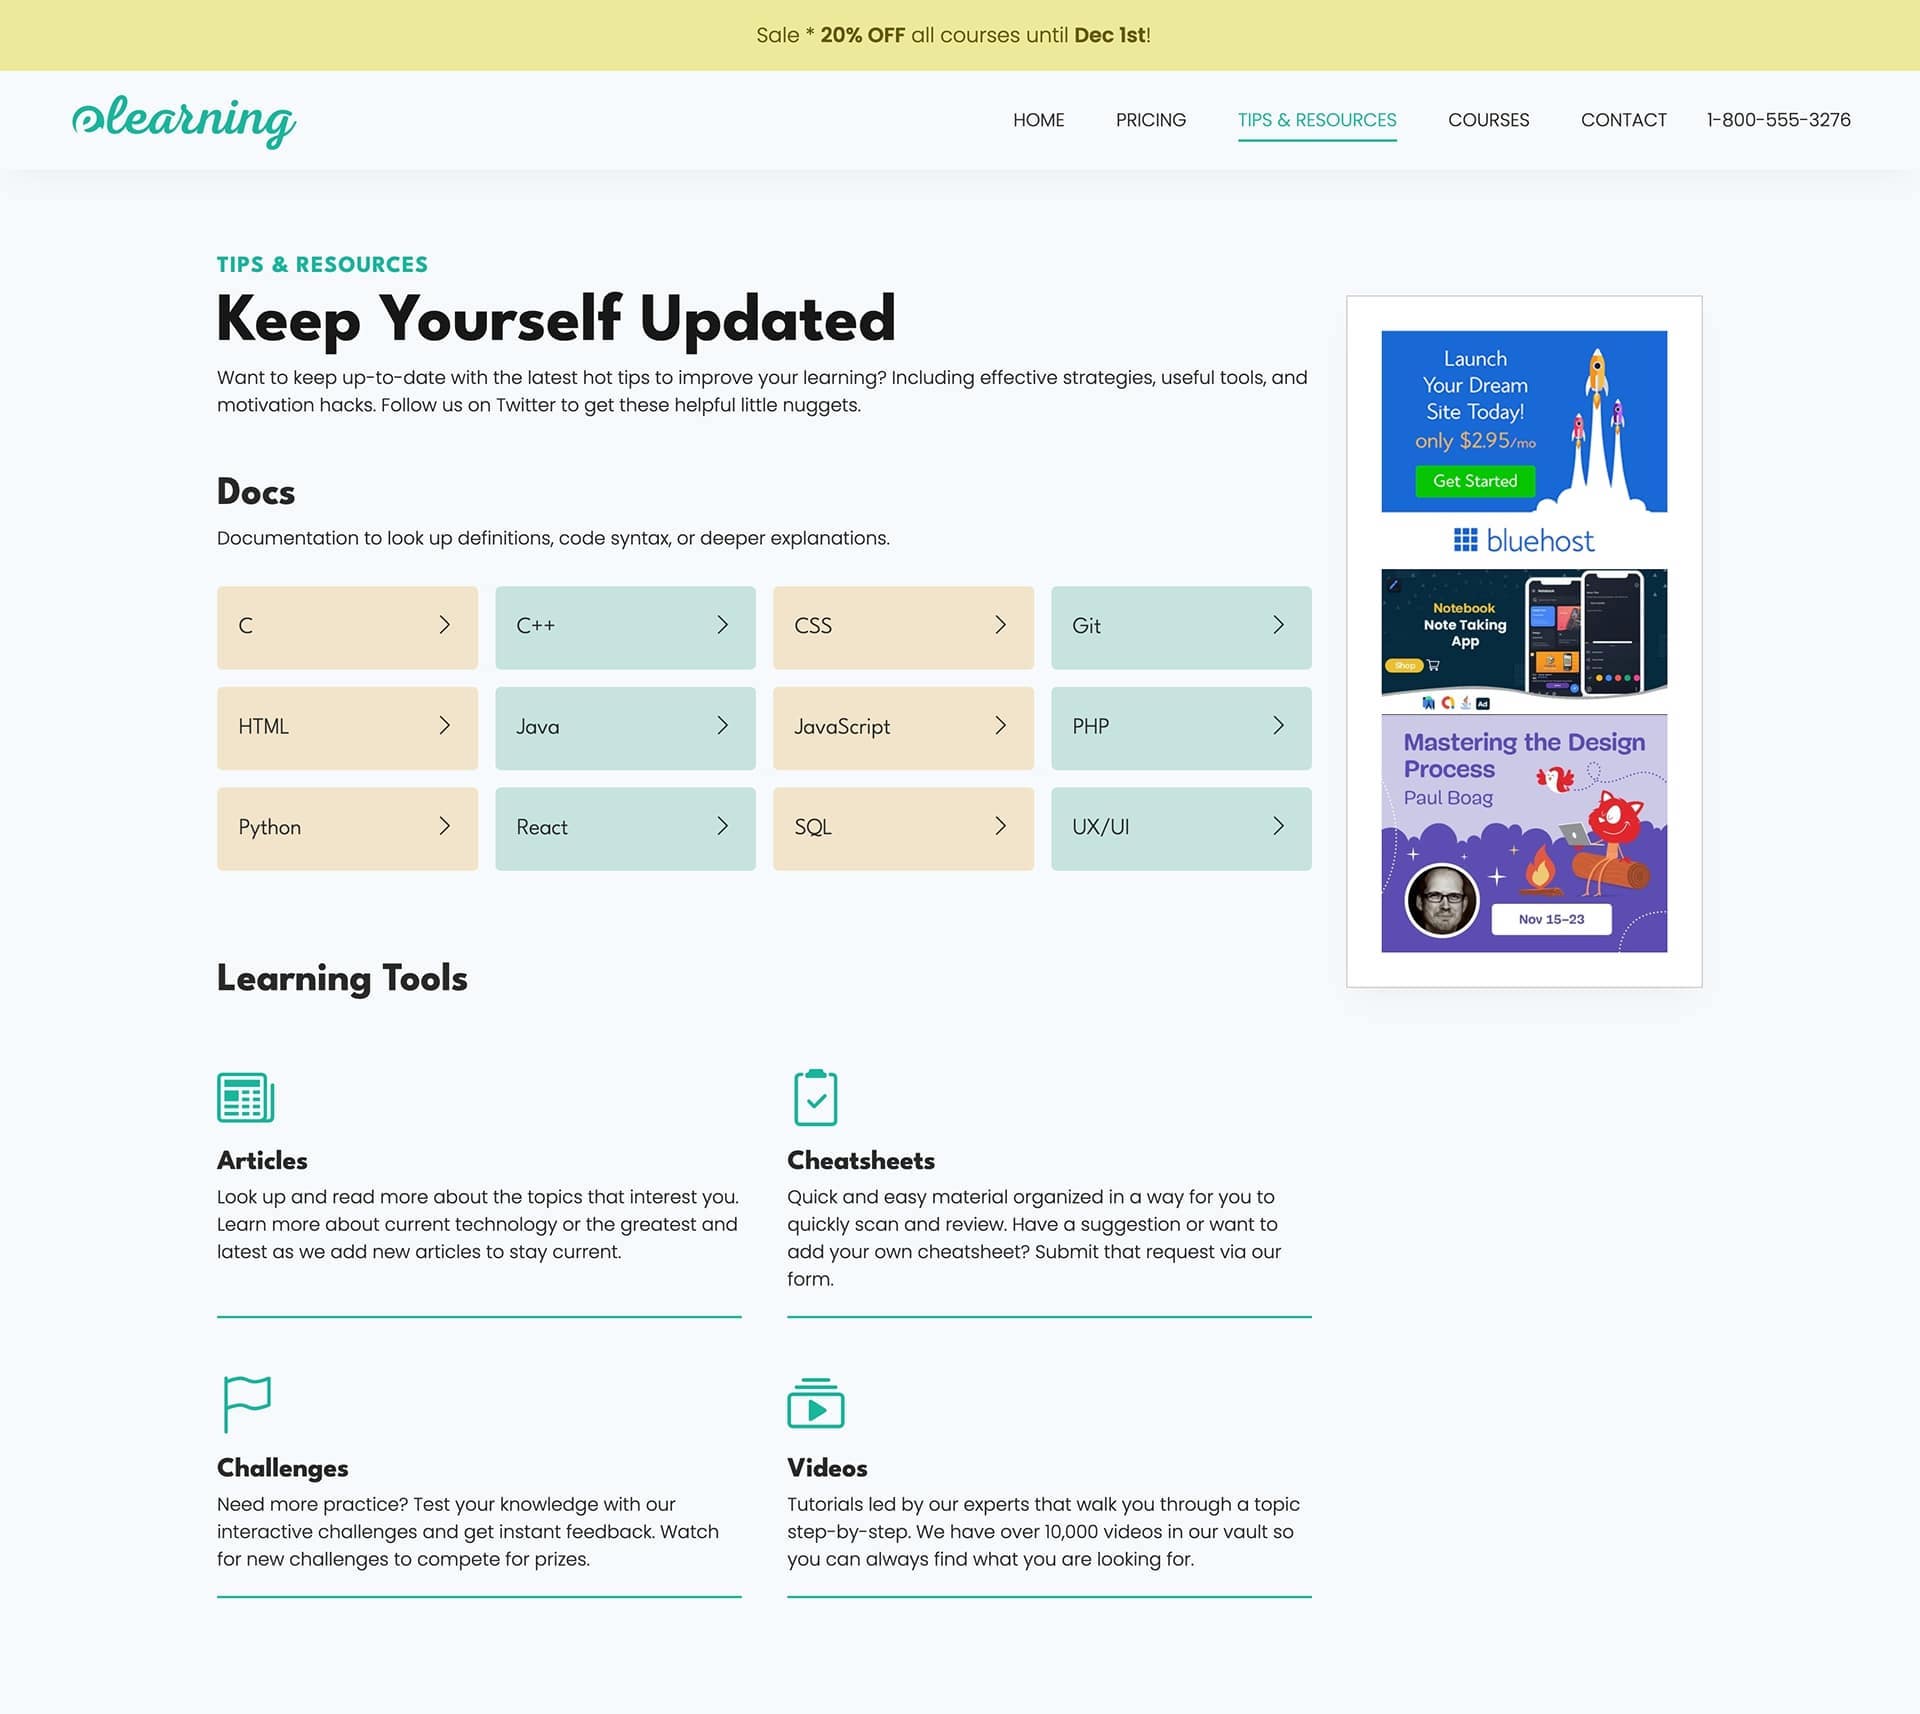 Sale * 20% OFF all courses until Dec 1st!
elearning
HOME
PRICING
TIPS & RESOURCES
COURSES
CONTACT
1-800-555-3276
TIPS & RESOURCES
Keep Yourself Updated
Want to keep up-to-date with the latest hot tips to improve your learning? Including effective strategies, useful tools, and
motivation hacks. Follow us on Twitter to get these helpful little nuggets.
Docs
Documentation to look up definitions, code syntax, or deeper explanations.
C
C++
CSS
Git
HTML
Java
JavaScript
PHP
Python
React
SQL
UX/UI
Learning Tools
Articles
Look up and read more about the topics that interest you.
Learn more about current technology or the greatest and
latest as we add new articles to stay current.
Cheatsheets
Quick and easy material organized in a way for you to
quickly scan and review. Have a suggestion or want to
add your own cheatsheet? Submit that request via our
form.
Challenges
Need more practice? Test your knowledge with our
interactive challenges and get instant feedback. Watch
for new challenges to compete for prizes.
Videos
Tutorials led by our experts that walk you through a topic
step-by-step. We have over 10,000 videos in our vault so
you can always find what you are looking for.
Launch
Your Dream
Site Today!
only $2.95/mo
Get Started
bluehost
Notebook
Note Taking
App
Shop
Ad
Mastering the Design
Process
Paul Boag
Nov 15–23